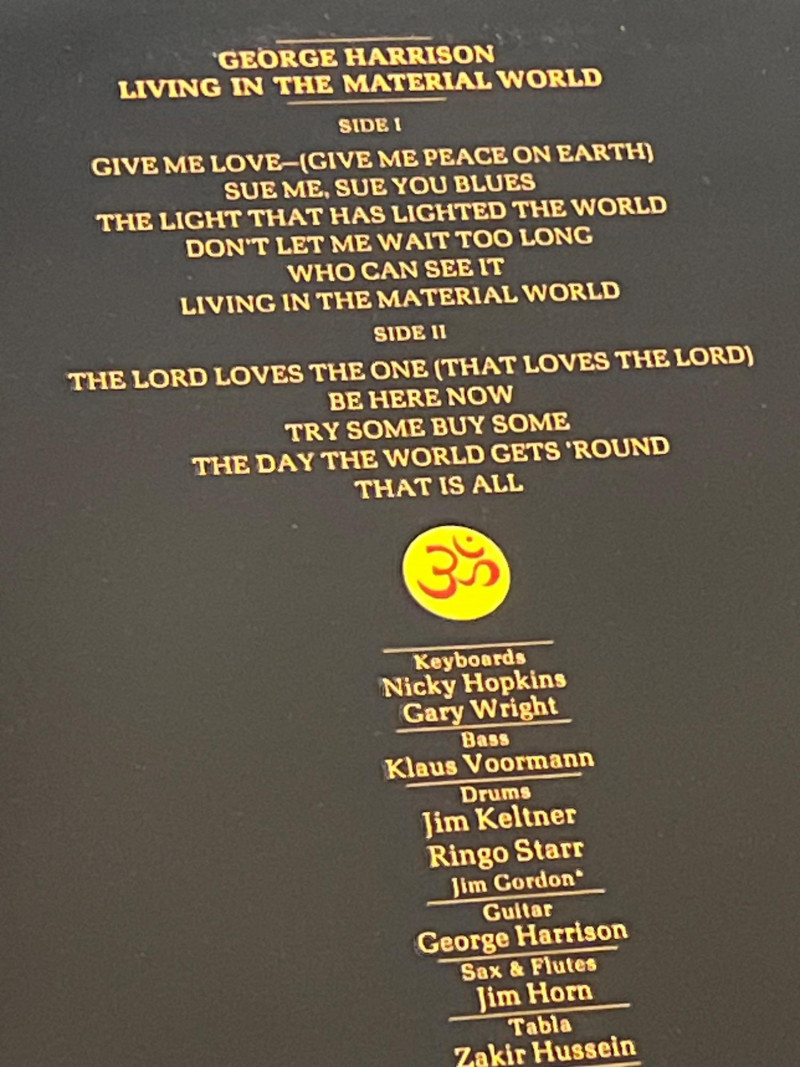 GEORGE HARRISON
LIVING IN THE MATERIAL WORLD
SIDE I
GIVE ME LOVE–(GIVE ME PEACE ON EARTH)
SUE ME, SUE YOU BLUES
THE LIGHT THAT HAS LIGHTED THE WORLD
DON'T LET ME WAIT TOO LONG
WHO CAN SEE IT
LIVING IN THE MATERIAL WORLD
SIDE II
THE LORD LOVES THE ONE (THAT LOVES THE LORD)
BE HERE NOW
TRY SOME BUY SOME
THE DAY THE WORLD GETS 'ROUND
THAT IS ALL
ॐ
Keyboards
Nicky Hopkins
Gary Wright
Bass
Klaus Voormann
Drums
Jim Keltner
Ringo Starr
Jim Gordon*
Guitar
George Harrison
Sax & Flutes
Jim Horn
Tabla
Zakir Hussein